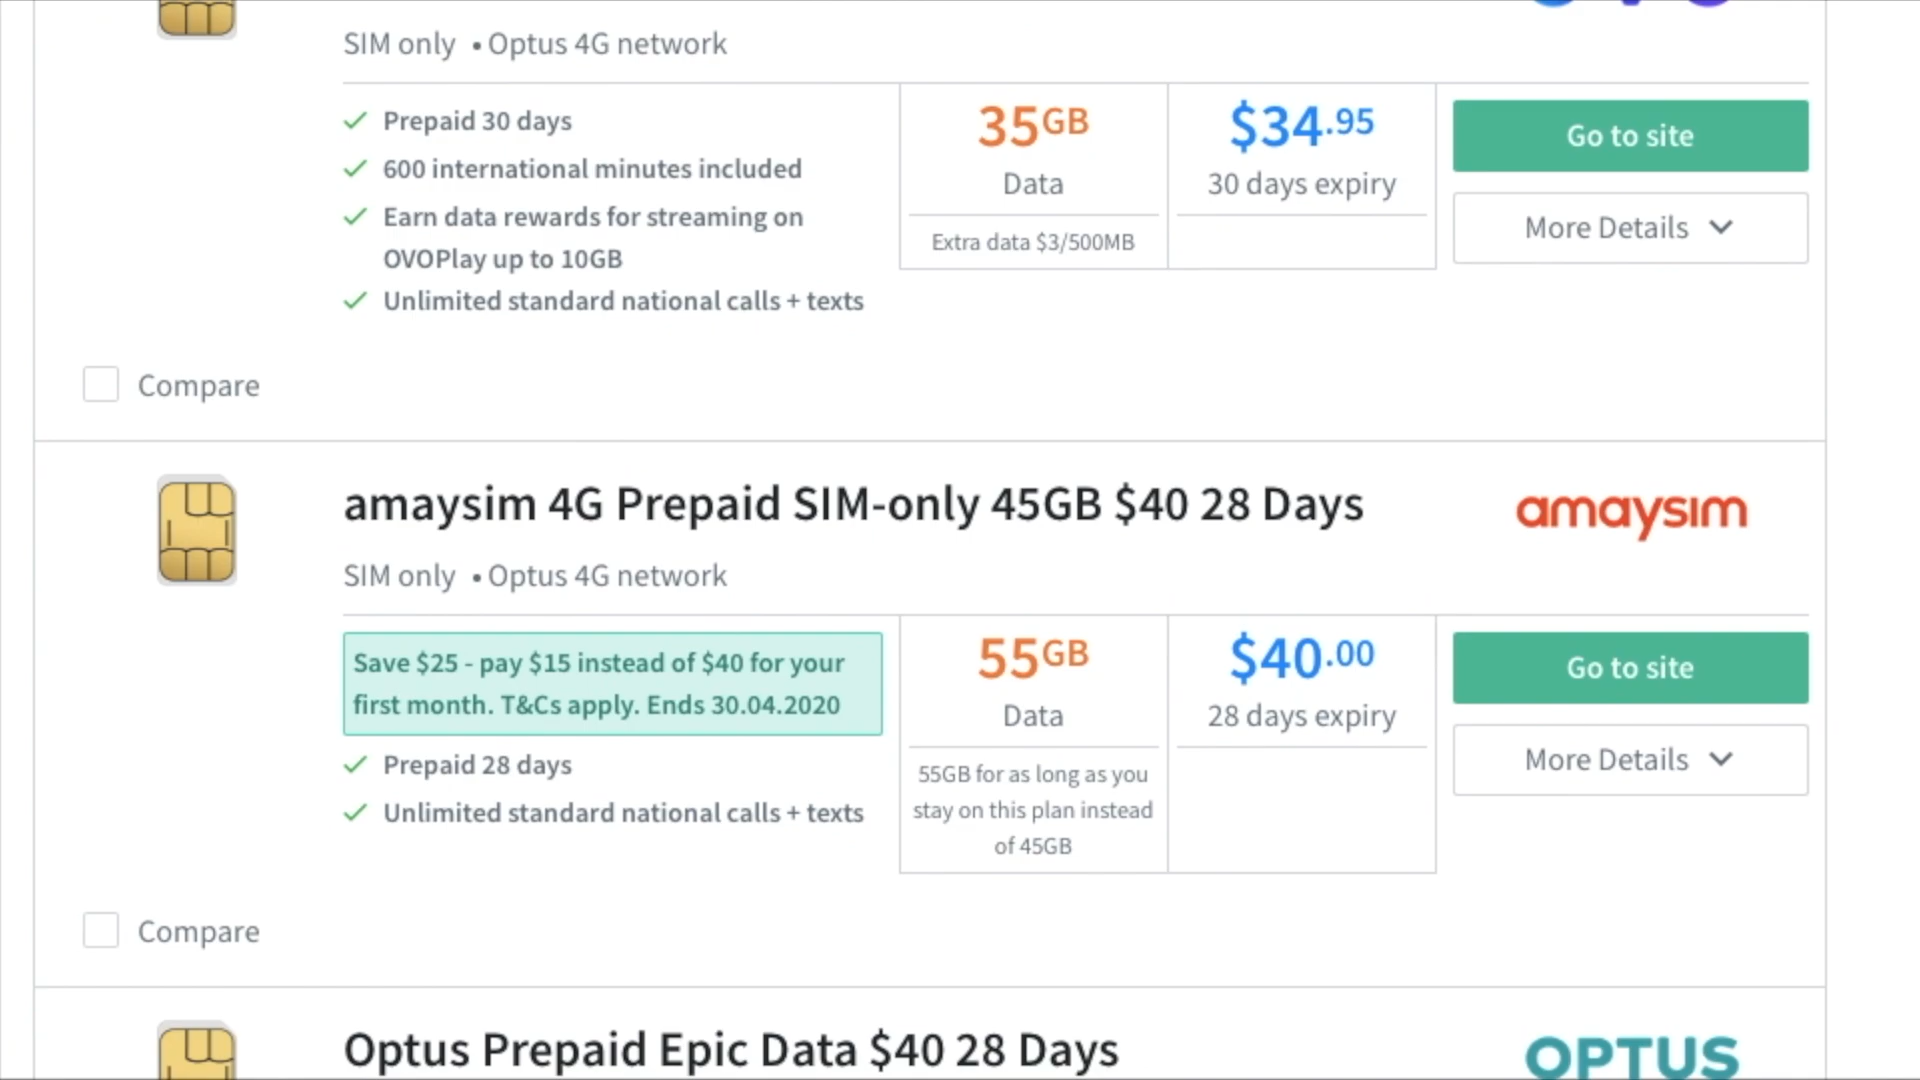 SIM only • Optus 4G network
Prepaid 30 days
600 international minutes included
Earn data rewards for streaming on
OVOPlay up to 10GB
Unlimited standard national calls + texts
35GB
Data
Extra data $3/500MB
$34.95
30 days expiry
Go to site
More Details
Compare
amaysim 4G Prepaid SIM-only 45GB $40 28 Days
amaysim
SIM only • Optus 4G network
Save $25 - pay $15 instead of $40 for your
first month. T&Cs apply. Ends 30.04.2020
Prepaid 28 days
Unlimited standard national calls + texts
55GB
Data
55GB for as long as you
stay on this plan instead
of 45GB
$40.00
28 days expiry
Go to site
More Details
Compare
Optus Prepaid Epic Data $40 28 Days
OPTUS